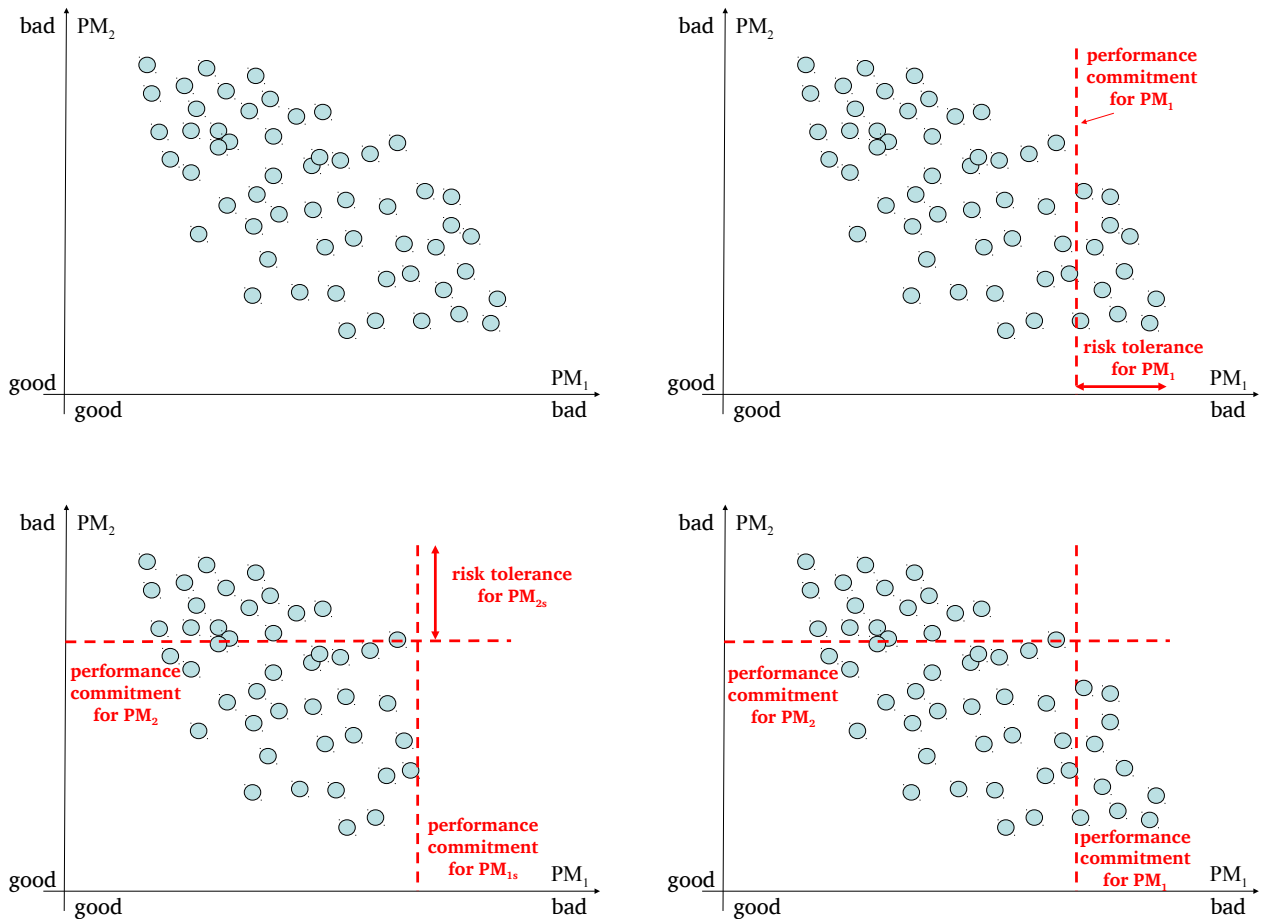 bad PM₂
good
PM₁
good
bad
bad PM₂
performance
commitment
for PM₁
risk tolerance
for PM₁
good
PM₁
good
bad
bad PM₂
risk tolerance
for PM₂ₛ
performance
commitment
for PM₂
performance
commitment
for PM₁ₛ
good
PM₁
good
bad
bad PM₂
performance
commitment
for PM₂
performance
commitment
for PM₁
good
PM₁
good
bad